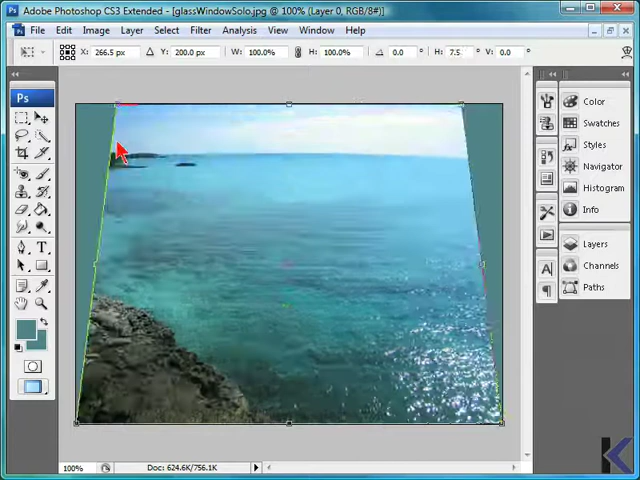 Adobe Photoshop CS3 Extended - [glassWindowSolo.jpg @ 100% (Layer 0, RGB/8#)]
File Edit Image Layer Select Filter Analysis View Window Help
X: 266.5 px Y: 200.0 px W: 100.0% H: 100.0% 0.0 ° H: 7.5 ° V: 0.0 °
Ps
Color
Swatches
Styles
Navigator
Histogram
Info
Layers
Channels
Paths
100% Doc: 624.6K/756.1K